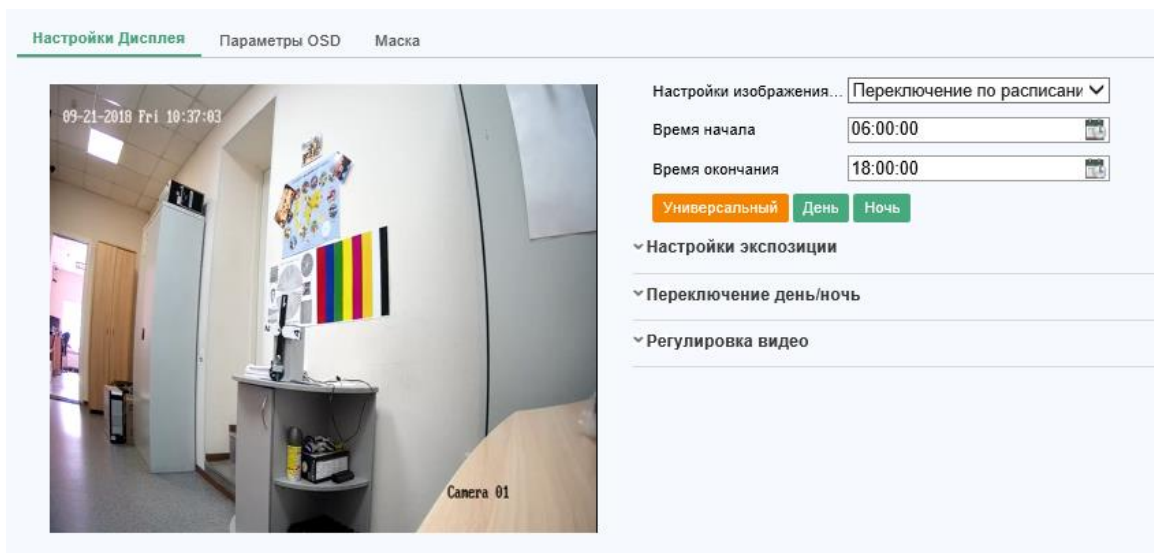 Настройки Дисплея Параметры OSD Маска
09-21-2018 Fri 10:37:03
Camera 01
Настройки изображения... Переключение по расписани
Время начала 06:00:00
Время окончания 18:00:00
Универсальный День Ночь
Настройки экспозиции
Переключение день/ночь
Регулировка видео